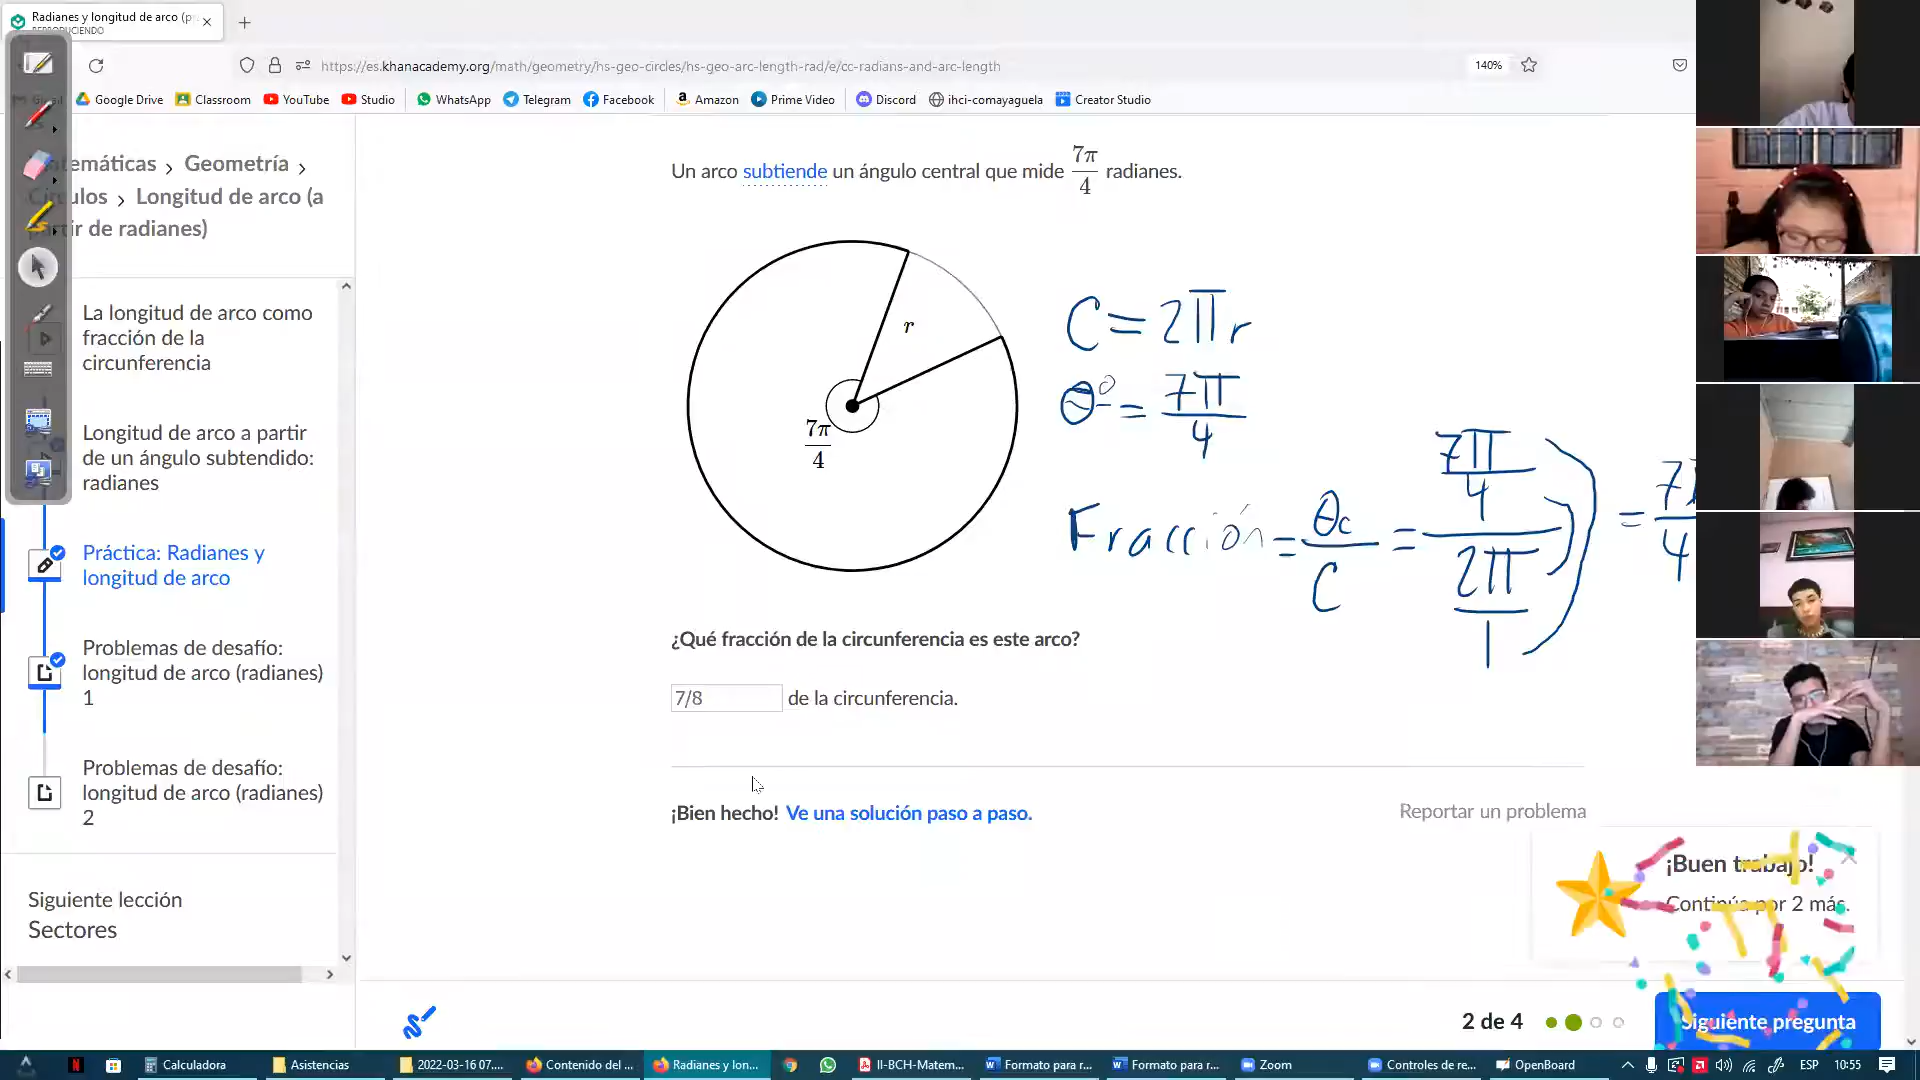 Radianes y longitud de arco (p
REPRODUCIENDO
https://es.khanacademy.org/math/geometry/hs-geo-circles/hs-geo-arc-length-rad/e/cc-radians-and-arc-length
140%
Google Drive
Classroom
YouTube
Studio
WhatsApp
Telegram
Facebook
Amazon
Prime Video
Discord
ihci-comayaguela
Creator Studio
temáticas > Geometría >
ulos > Longitud de arco (a
tir de radianes)
La longitud de arco como
fracción de la
circunferencia
Longitud de arco a partir
de un ángulo subtendido:
radianes
Práctica: Radianes y
longitud de arco
Problemas de desafío:
longitud de arco (radianes)
1
Problemas de desafío:
longitud de arco (radianes)
2
Siguiente lección
Sectores
Un arco subtiende un ángulo central que mide 7π/4 radianes.
r
7π/4
C = 2πr
θ° = 7π/4
Fracción = θc/C = 7π/4 / 2π/1 = 7π/4
¿Qué fracción de la circunferencia es este arco?
7/8 de la circunferencia.
¡Bien hecho! Ve una solución paso a paso.
Reportar un problema
¡Buen trabajo!
Continúa por 2 más.
2 de 4
Siguiente pregunta
Calculadora
Asistencias
2022-03-16 07....
Contenido del ...
Radianes y lon...
II-BCH-Matem...
Formato para r...
Formato para r...
Zoom
Controles de re...
OpenBoard
ESP
10:55